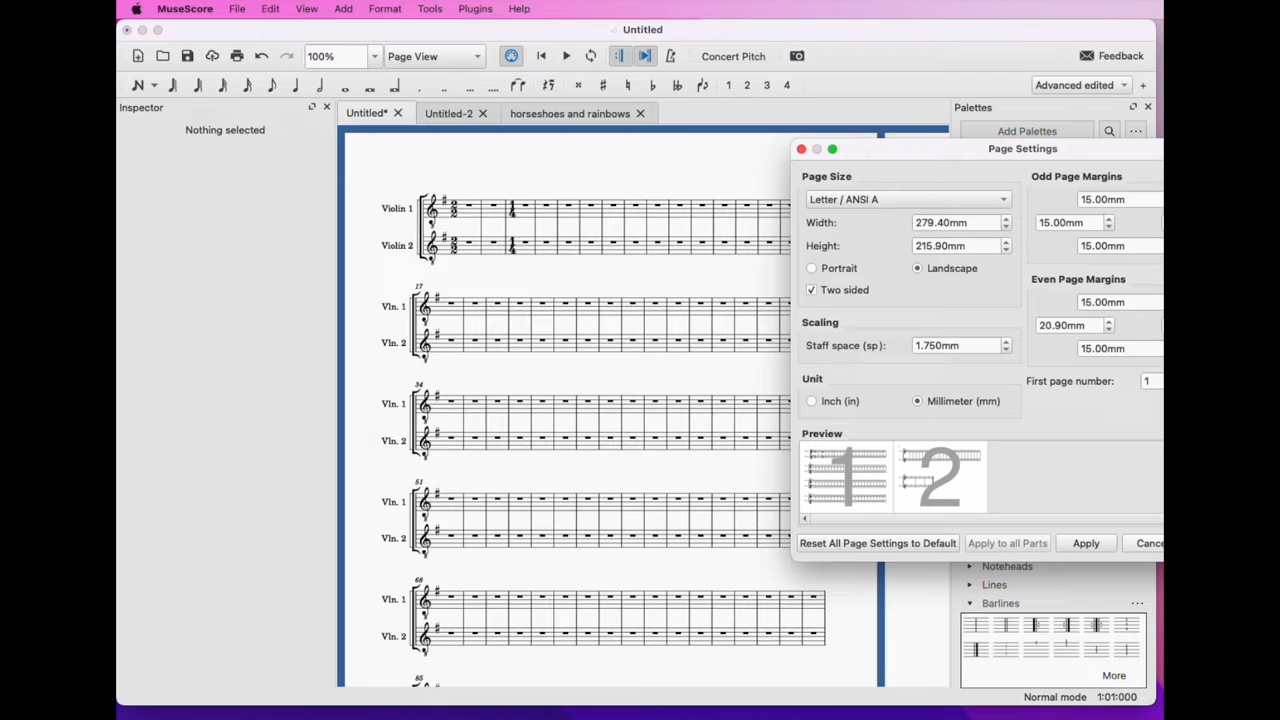 MuseScore File Edit View Add Format Tools Plugins Help
Untitled
100% Page View Concert Pitch Feedback
1 2 3 4 Advanced edited +
Inspector
Nothing selected
Untitled* Untitled-2 horseshoes and rainbows
Palettes
Add Palettes
Violin 1
Violin 2
17
Vln. 1
Vln. 2
34
Vln. 1
Vln. 2
51
Vln. 1
Vln. 2
68
Vln. 1
Vln. 2
85
Page Settings
Page Size
Letter / ANSI A
Width: 279.40mm
Height: 215.90mm
Portrait Landscape
Two sided
Scaling
Staff space (sp): 1.750mm
Unit
Inch (in) Millimeter (mm)
Odd Page Margins
15.00mm
15.00mm
15.00mm
Even Page Margins
15.00mm
20.90mm
15.00mm
First page number: 1
Preview
1 2
Reset All Page Settings to Default Apply to all Parts Apply Cance
Noteheads
Lines
Barlines
More
Normal mode 1:01:000